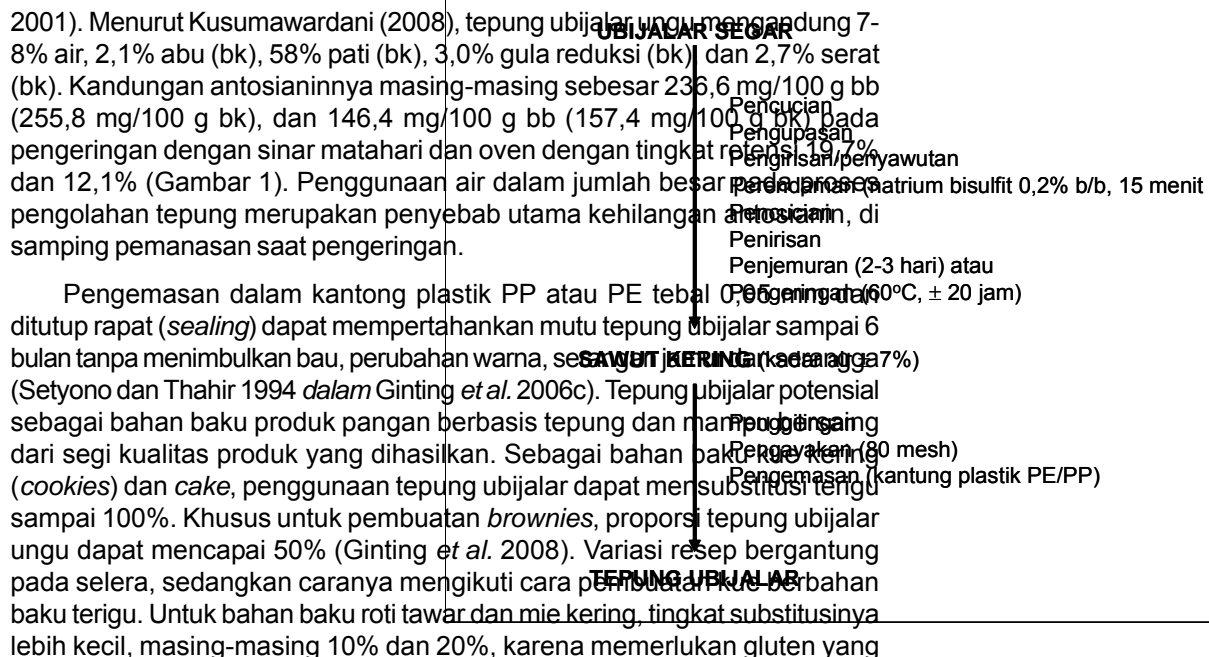 2001). Menurut Kusumawardani (2008), tepung ubijalar ungu mengandung 7-
8% air, 2,1% abu (bk), 58% pati (bk), 3,0% gula reduksi (bk), dan 2,7% serat
(bk). Kandungan antosianinnya masing-masing sebesar 236,6 mg/100 g bb
(255,8 mg/100 g bk), dan 146,4 mg/100 g bb (157,4 mg/100 g bk) pada
pengeringan dengan sinar matahari dan oven dengan tingkat retensi 19,7%
dan 12,1% (Gambar 1). Penggunaan air dalam jumlah besar pada proses
pengolahan tepung merupakan penyebab utama kehilangan antosianin, di
samping pemanasan saat pengeringan.
Pengemasan dalam kantong plastik PP atau PE tebal 0,05 mm dan
ditutup rapat (sealing) dapat mempertahankan mutu tepung ubijalar sampai 6
bulan tanpa menimbulkan bau, perubahan warna, serangan jamur dan serangga
(Setyono dan Thahir 1994 dalam Ginting et al. 2006c). Tepung ubijalar potensial
sebagai bahan baku produk pangan berbasis tepung dan mampu bersaing
dari segi kualitas produk yang dihasilkan. Sebagai bahan baku kue kering
(cookies) dan cake, penggunaan tepung ubijalar dapat mensubstitusi terigu
sampai 100%. Khusus untuk pembuatan brownies, proporsi tepung ubijalar
ungu dapat mencapai 50% (Ginting et al. 2008). Variasi resep bergantung
pada selera, sedangkan caranya mengikuti cara pembuatan kue berbahan
baku terigu. Untuk bahan baku roti tawar dan mie kering, tingkat substitusinya
lebih kecil, masing-masing 10% dan 20%, karena memerlukan gluten yang
UBIJALAR SEGAR
Pencucian
Pengupasan
Pengirisan/penyawutan
Perendaman (natrium bisulfit 0,2% b/b, 15 menit
Pencucian
Penirisan
Penjemuran (2-3 hari) atau
Pengeringan (60ºC, ± 20 jam)
SAWUT KERING (kadar air ± 7%)
Penggilingan
Pengayakan (80 mesh)
Pengemasan (kantung plastik PE/PP)
TEPUNG UBIJALAR